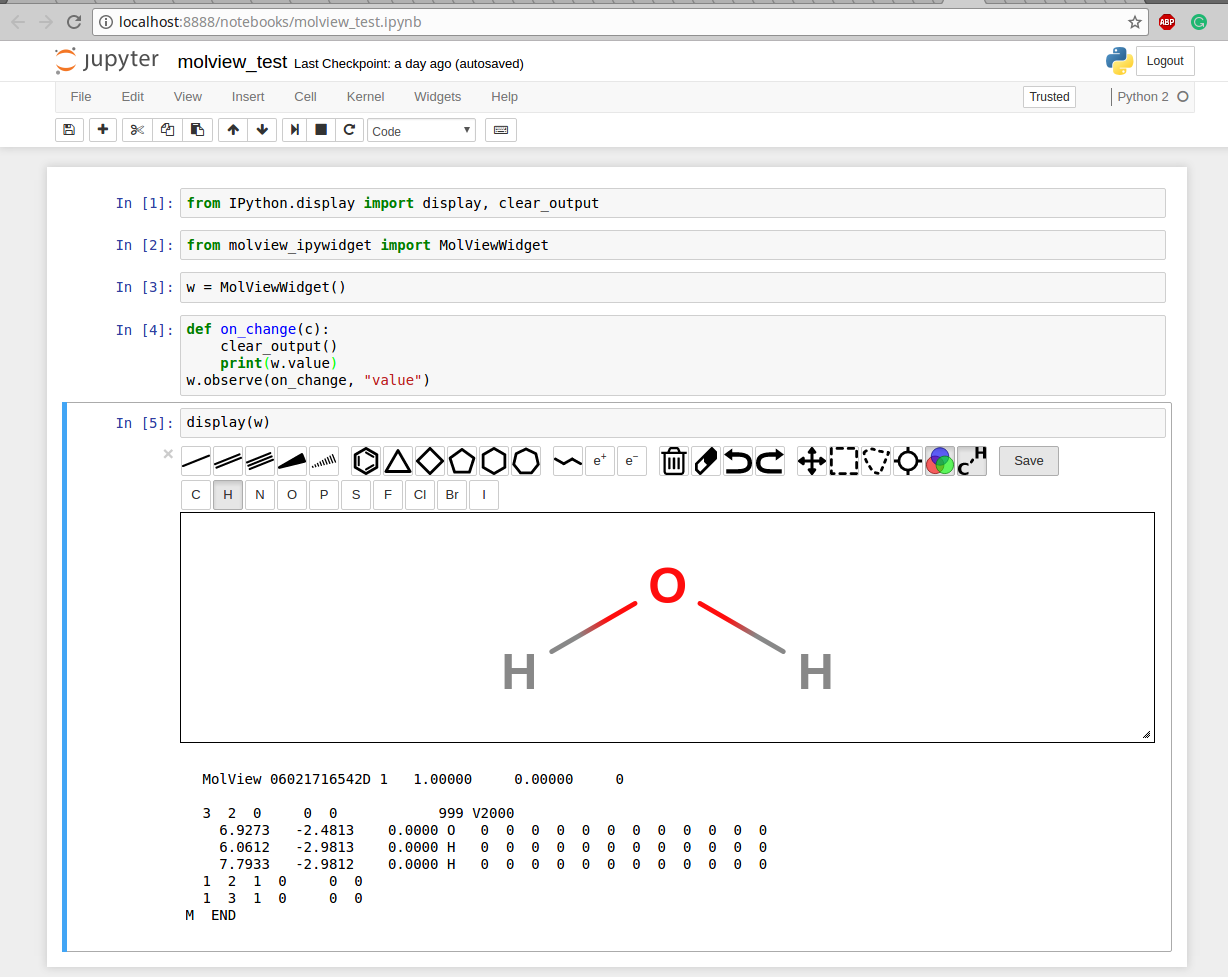 localhost:8888/notebooks/molview_test.ipynb
ABP
G
jupyter molview_test Last Checkpoint: a day ago (autosaved)
Logout
File Edit View Insert Cell Kernel Widgets Help
Trusted
Python 2
Code
In [1]: from IPython.display import display, clear_output
In [2]: from molview_ipywidget import MolViewWidget
In [3]: w = MolViewWidget()
In [4]: def on_change(c):
    clear_output()
    print(w.value)
w.observe(on_change, "value")
In [5]: display(w)
×
e+ e− C H Save
C H N O P S F Cl Br I
O
H H
  MolView 06021716542D 1   1.00000     0.00000     0
  3  2  0     0  0            999 V2000
    6.9273   -2.4813    0.0000 O   0  0  0  0  0  0  0  0  0  0  0  0
    6.0612   -2.9813    0.0000 H   0  0  0  0  0  0  0  0  0  0  0  0
    7.7933   -2.9812    0.0000 H   0  0  0  0  0  0  0  0  0  0  0  0
  1  2  1  0     0  0
  1  3  1  0     0  0
M  END